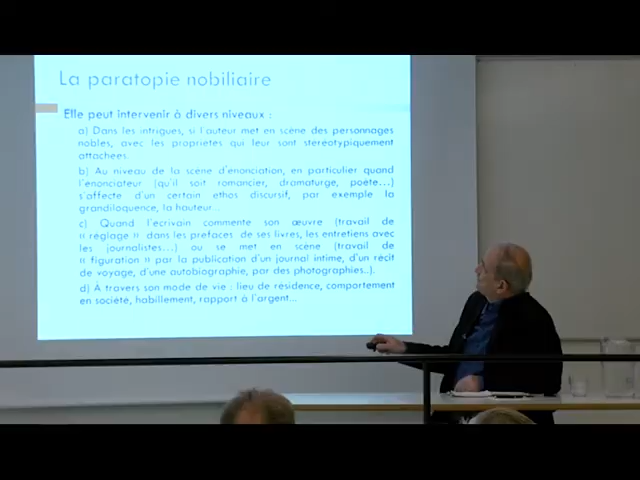 La paratopie nobiliaire
Elle peut intervenir à divers niveaux :
a) Dans les intrigues, si l'auteur met en scène des personnages
nobles, avec les propriétés qui leur sont stéréotypiquement
attachées.
b) Au niveau de la scène d'énonciation, en particulier quand
l'énonciateur (qu'il soit romancier, dramaturge, poète...)
s'affecte d'un certain ethos discursif, par exemple la
grandiloquence, la hauteur...
c) Quand l'écrivain commente son œuvre (travail de
« réglage » dans les préfaces de ses livres, les entretiens avec
les journalistes...) ou se met en scène (travail de
« figuration » par la publication d'un journal intime, d'un récit
de voyage, d'une autobiographie, par des photographies..).
d) À travers son mode de vie : lieu de résidence, comportement
en société, habillement, rapport à l'argent...